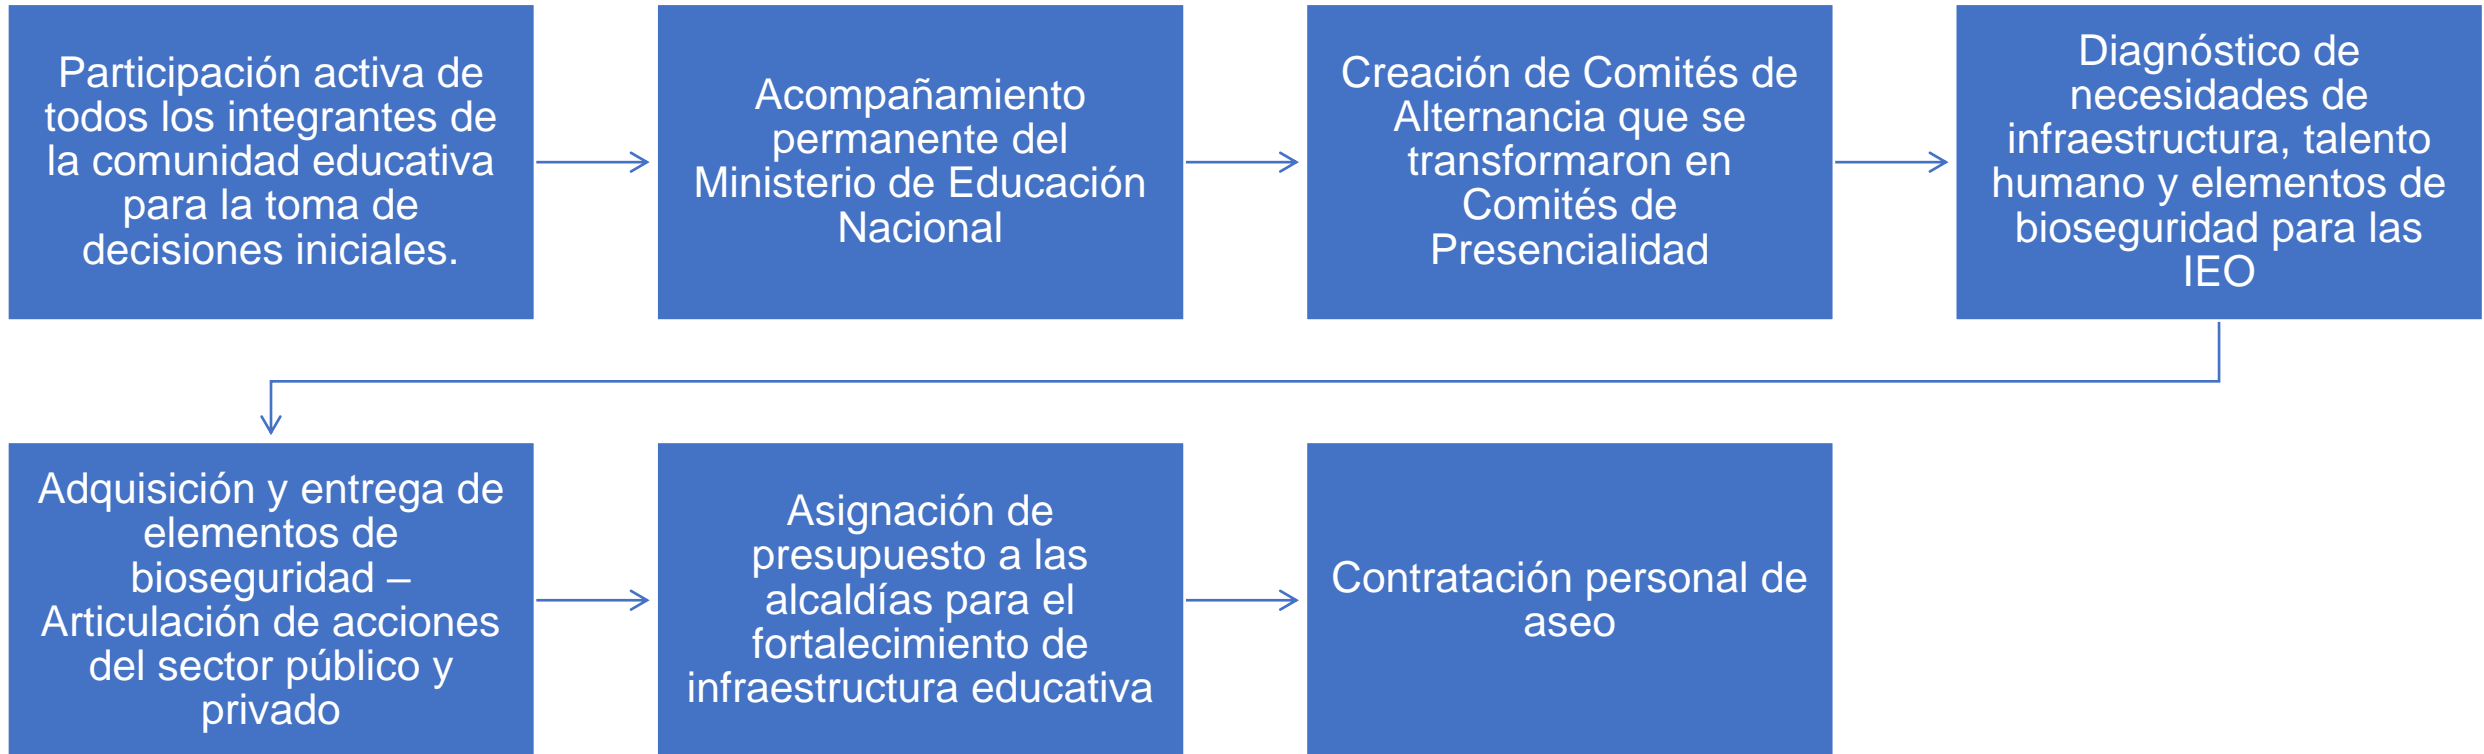 Participación activa de
todos los integrantes de
la comunidad educativa
para la toma de
decisiones iniciales.
Acompañamiento
permanente del
Ministerio de Educación
Nacional
Creación de Comités de
Alternancia que se
transformaron en
Comités de
Presencialidad
Diagnóstico de
necesidades de
infraestructura, talento
humano y elementos de
bioseguridad para las
IEO
Adquisición y entrega de
elementos de
bioseguridad –
Articulación de acciones
del sector público y
privado
Asignación de
presupuesto a las
alcaldías para el
fortalecimiento de
infraestructura educativa
Contratación personal de
aseo